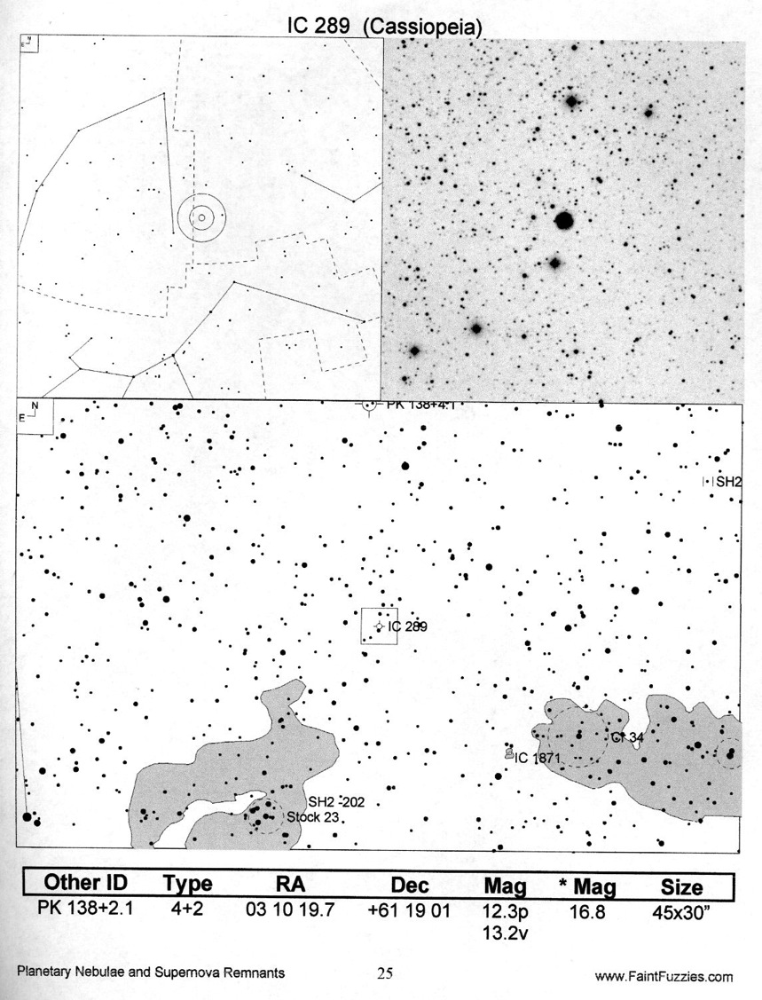 IC 289 (Cassiopeia)
N
E
N
E
PK 138+4.1
SH2
IC 289
Cr 34
IC 1871
SH2 -202
Stock 23
Other ID Type RA Dec Mag * Mag Size
PK 138+2.1 4+2 03 10 19.7 +61 19 01 12.3p 16.8 45x30”
13.2v
Planetary Nebulae and Supernova Remnants 25 www.FaintFuzzies.com